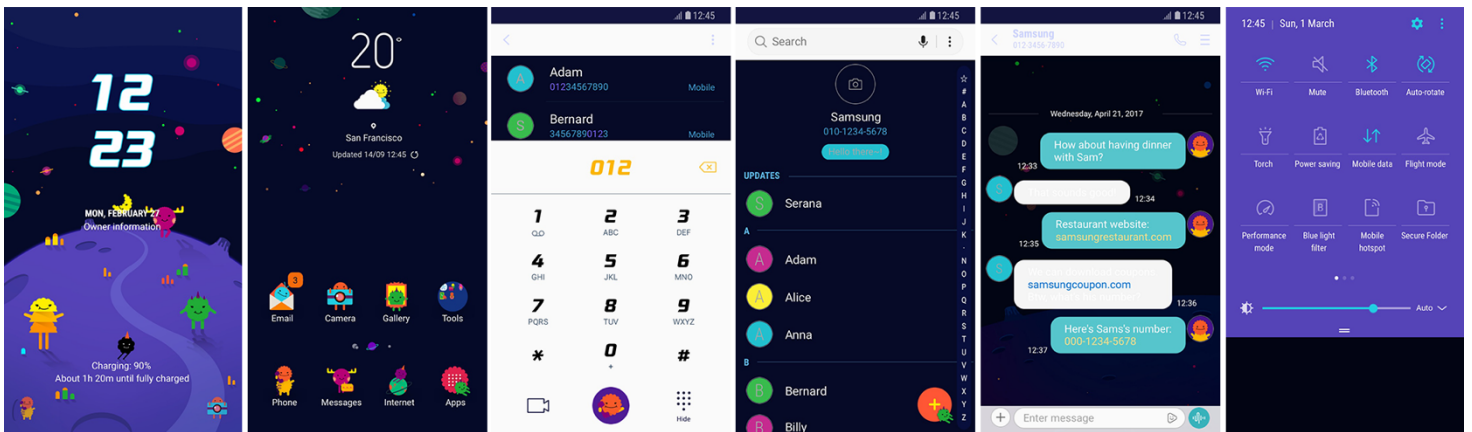 12
23
MON, FEBRUARY 27
Owner information
Charging: 90%
About 1h 20m until fully charged
20°
San Francisco
Updated 14/09 12:45
3
Email
Camera
Gallery
Tools
Phone
Messages
Internet
Apps
12:45
A
Adam
01234567890
Mobile
S
Bernard
34567890123
Mobile
012
1
2
ABC
3
DEF
4
GHI
5
JKL
6
MNO
7
PQRS
8
TUV
9
WXYZ
*
0
+
#
Hide
12:45
Search
Samsung
010-1234-5678
Hello there!!
UPDATES
S
Serana
A
A
Adam
A
Alice
A
Anna
B
B
Bernard
B
Billy
#
A
B
C
D
E
F
G
H
I
J
K
N
O
P
Q
R
S
T
U
V
W
X
Y
Z
12:45
Samsung
012-3456-7890
Wednesday, April 21, 2017
How about having dinner
with Sam?
12:33
S
12:34
Restaurant website:
samsungrestaurant.com
12:35
S
samsungcoupon.com
12:36
Here's Sams's number:
000-1234-5678
12:37
Enter message
12:45 | Sun, 1 March
Wi-Fi
Mute
Bluetooth
Auto-rotate
Torch
Power saving
Mobile data
Flight mode
Performance
mode
B
Blue light
filter
Mobile
hotspot
Secure Folder
Auto